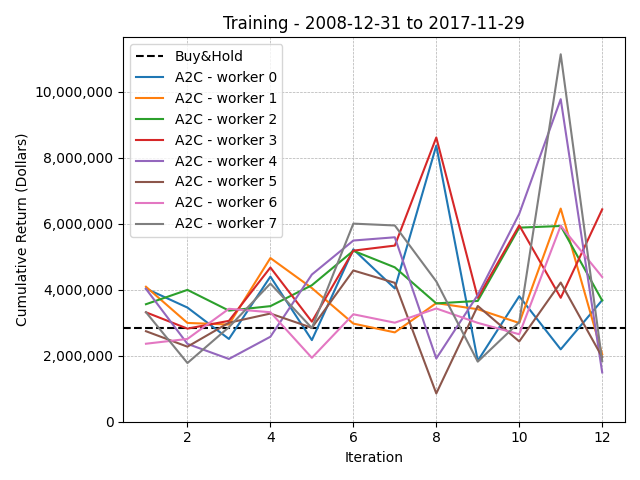 Training - 2008-12-31 to 2017-11-29
Buy&Hold
A2C - worker 0
A2C - worker 1
A2C - worker 2
A2C - worker 3
A2C - worker 4
A2C - worker 5
A2C - worker 6
A2C - worker 7
Cumulative Return (Dollars)
10,000,000
8,000,000
6,000,000
4,000,000
2,000,000
0
2 4 6 8 10 12
Iteration